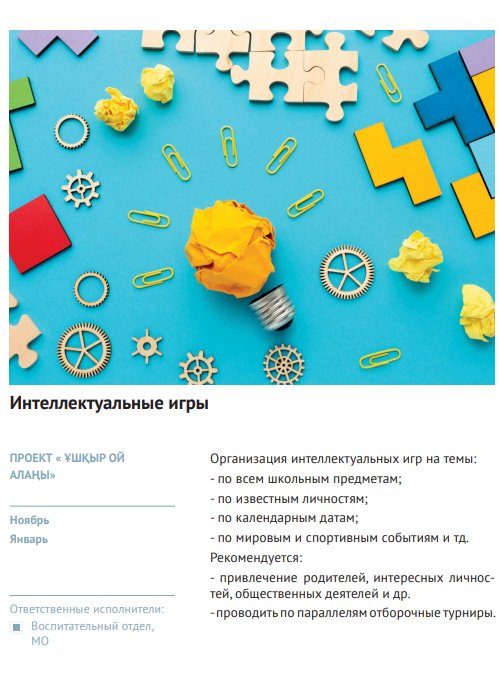 Интеллектуальные игры
ПРОЕКТ « ҰШҚЫР ОЙ
АЛАҢЫ»
Ноябрь
Январь
Ответственные исполнители:
Воспитательный отдел,
МО
Организация интеллектуальных игр на темы:
- по всем школьным предметам;
- по известным личностям;
- по календарным датам;
- по мировым и спортивным событиям и тд.
Рекомендуется:
- привлечение родителей, интересных личнос-
тей, общественных деятелей и др.
- проводить по параллелям отборочные турниры.